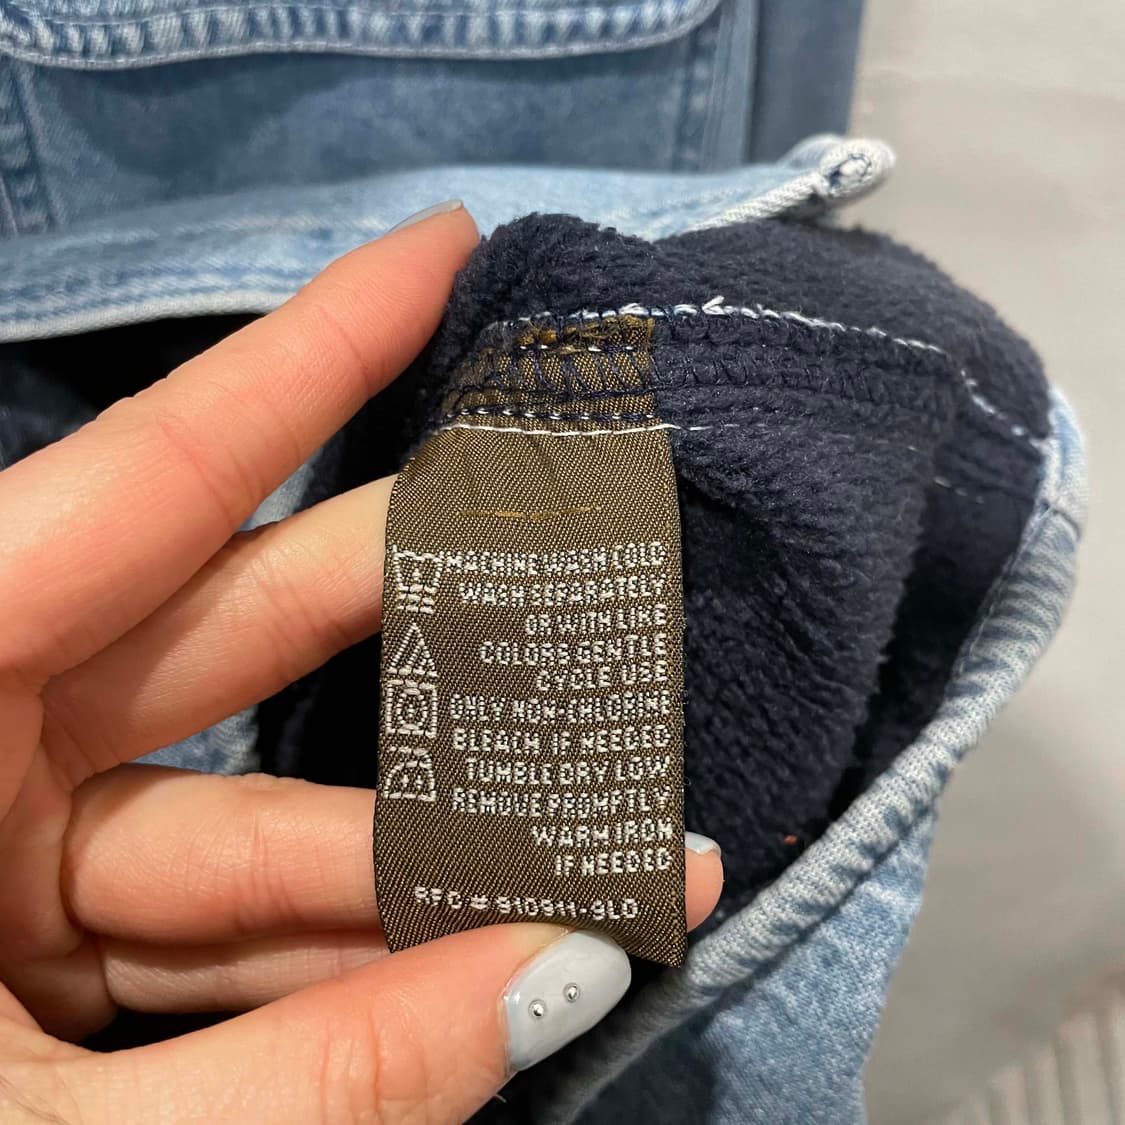 MACHINE WASH COLD
WASH SEPARATELY
OR WITH LIKE
COLORS GENTLE
CYCLE USE
ONLY NON-CHLORINE
BLEACH IF NEEDED
TUMBLE DRY LOW
REMOVE PROMPTLY
WARM IRON
IF NEEDED
RFC #